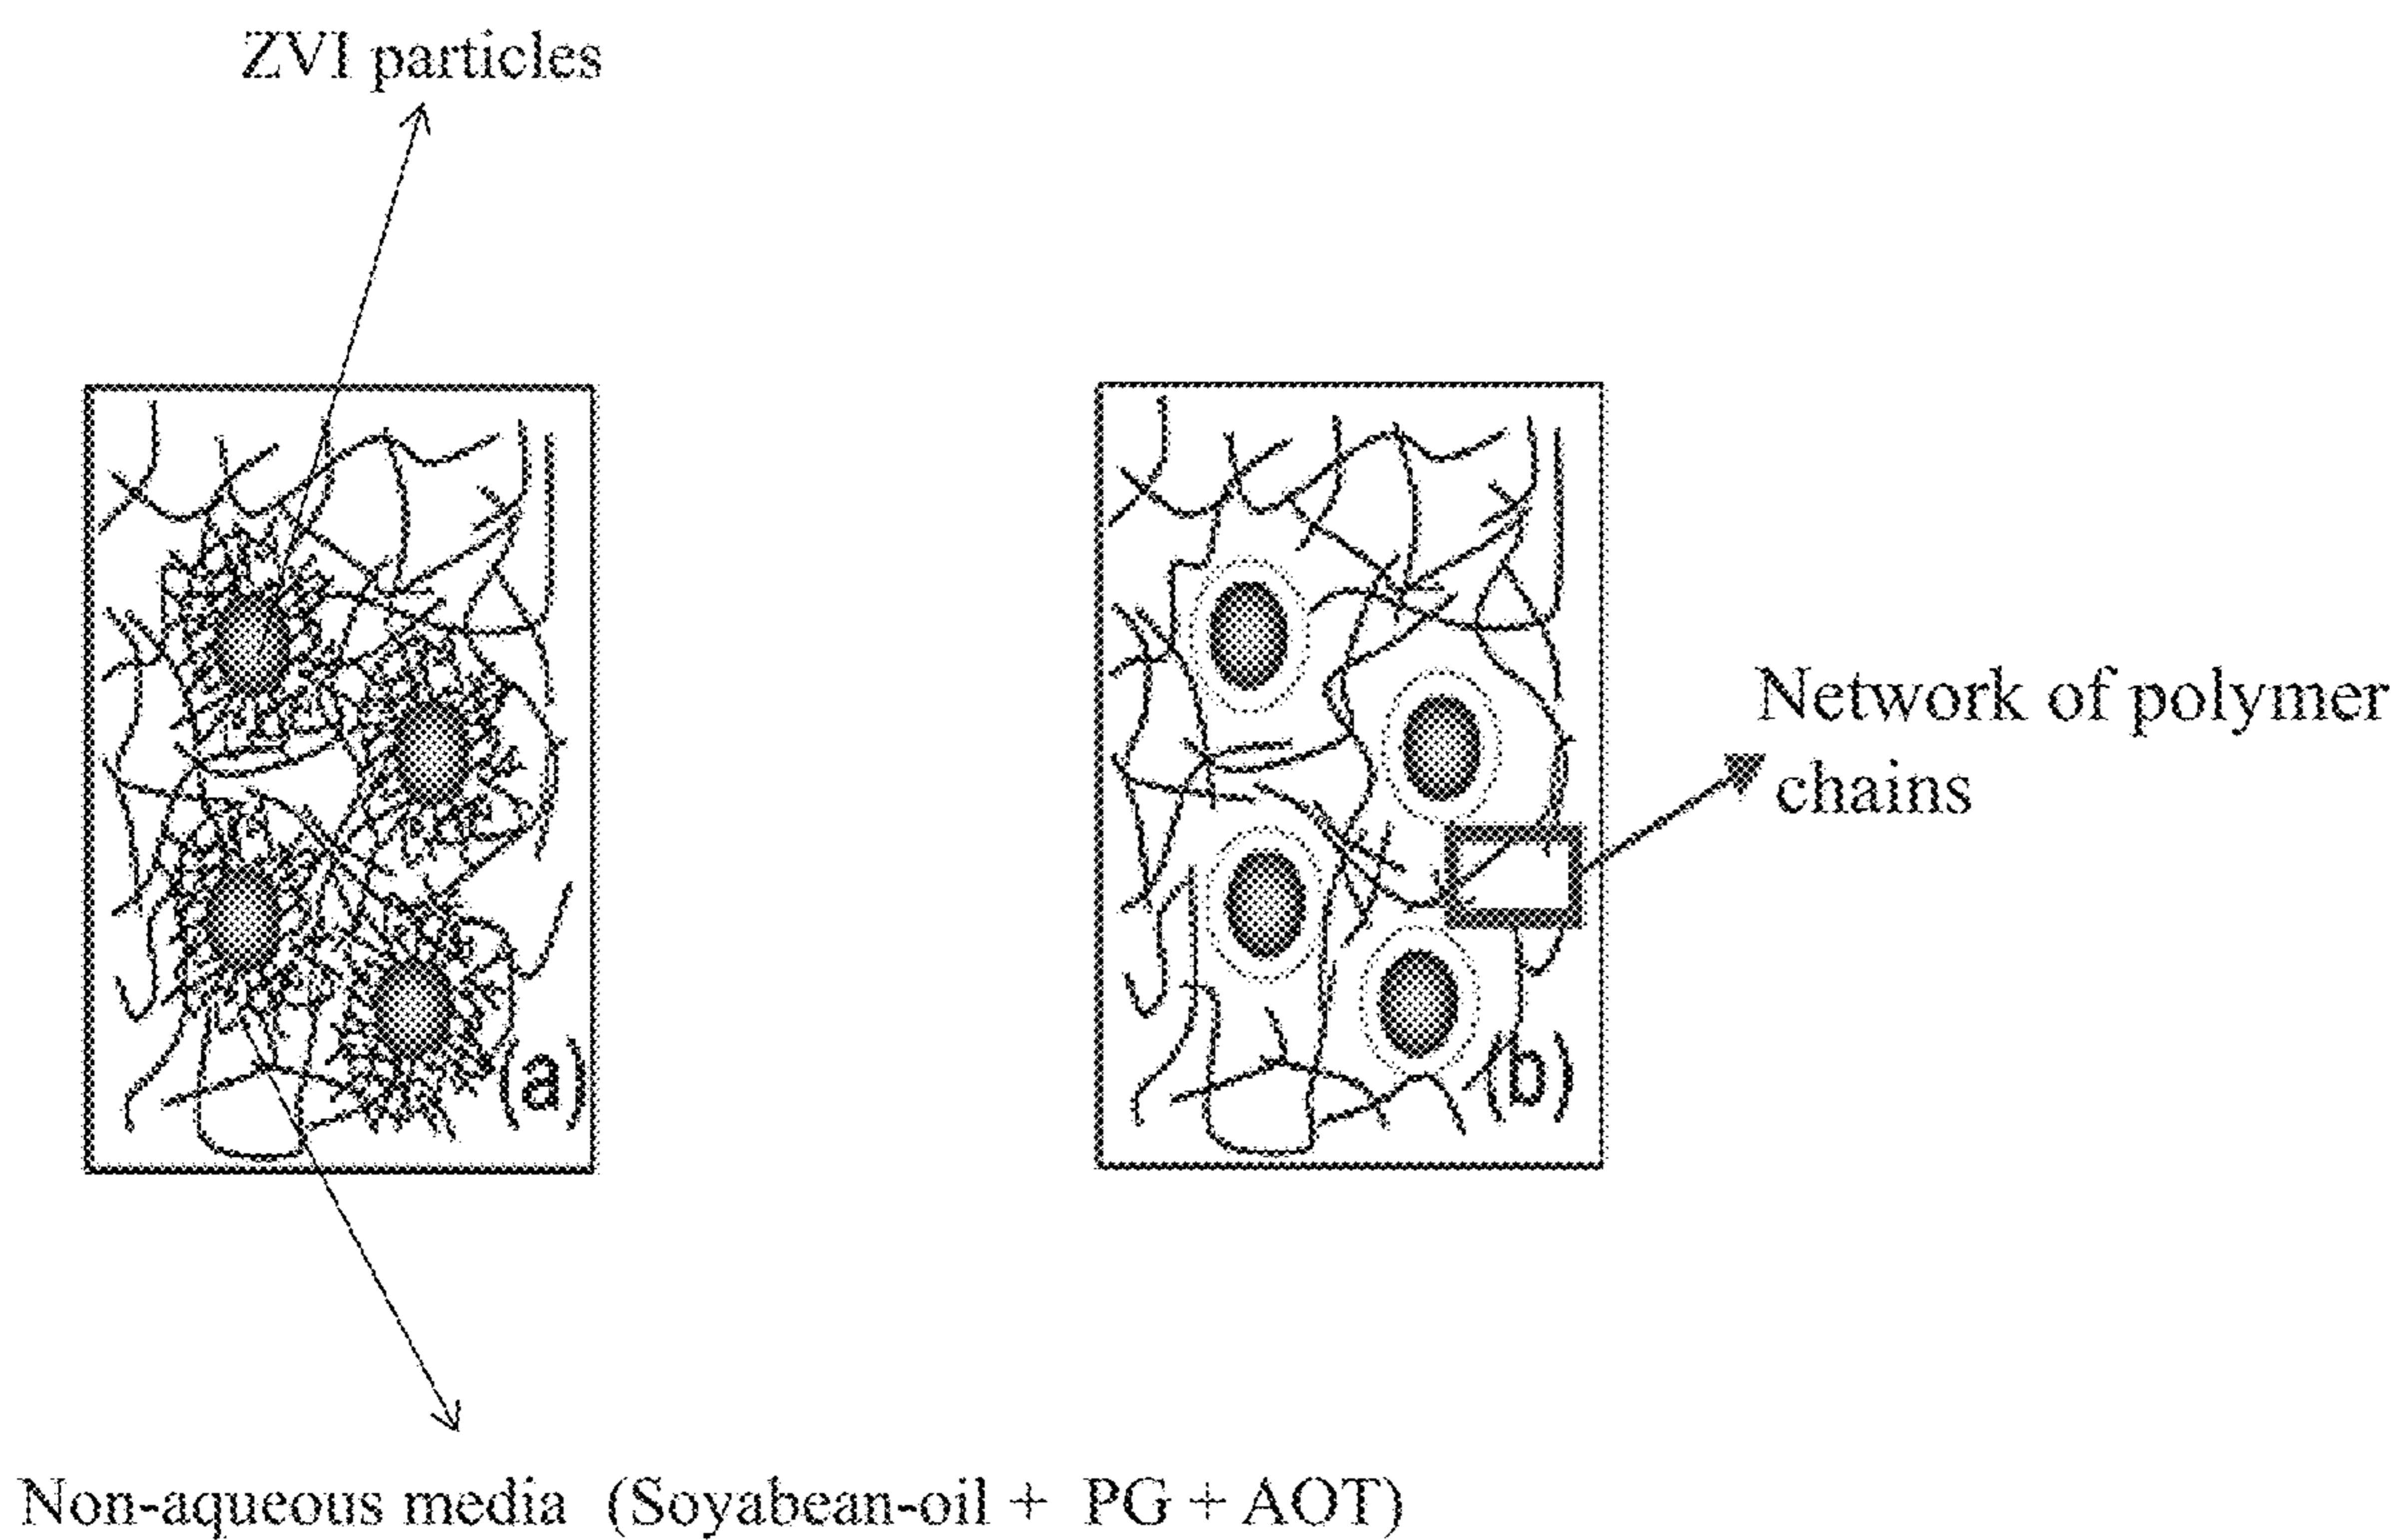 ZVI particles
Network of polymer
chains
(a)
(b)
Non-aqueous media (Soyabean-oil + PG + AOT)